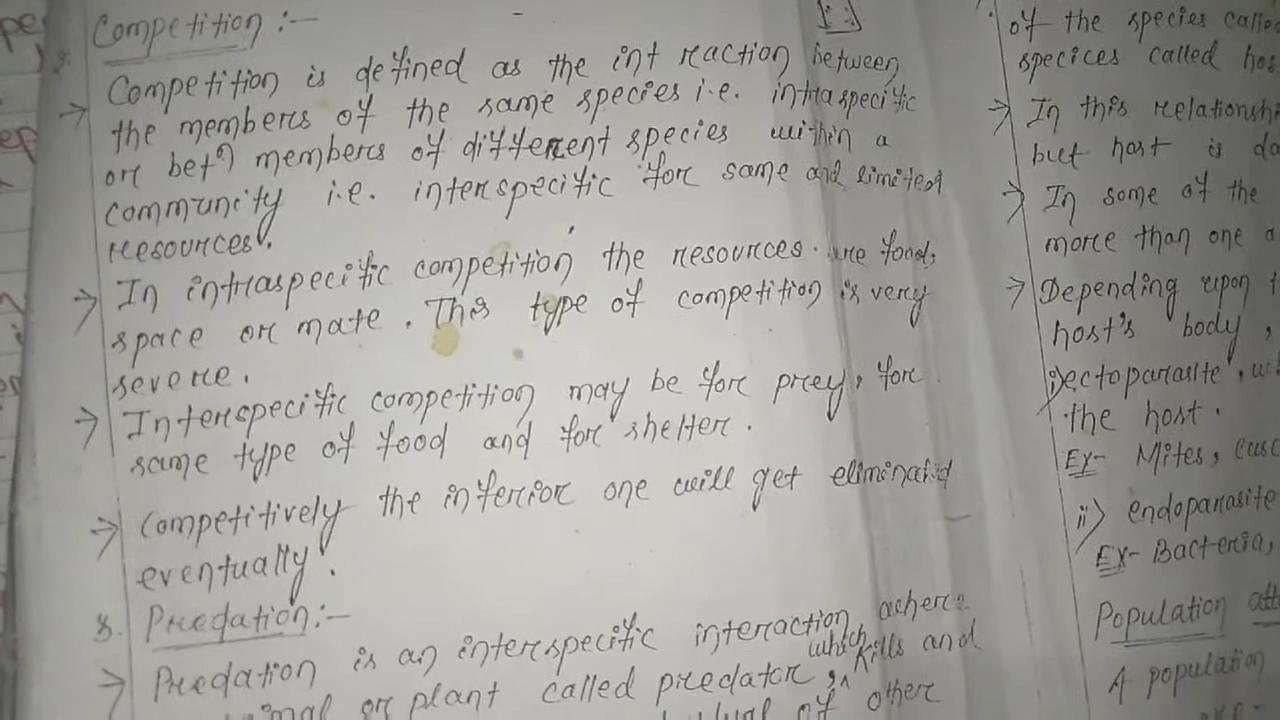 Competition :-
Competition is defined as the int reaction between
the members of the same species i.e. intraspecific
or betn members of different species within a
community i.e. interspecific for same and limited
resources.
In intraspecific competition the resources are food,
space or mate. This type of competition is very
severe.
Interspecific competition may be for prey, for
same type of food and for shelter.
Competitively the inferior one will get eliminated
eventually.
8. Predation:-
Predation is an interspecific interaction where
or plant called predator, which kills and
of other
of the species called
specices called
In this
but host is
In some of the
more than one
Depending upon
host's body,
i) ectoparasite,
the host.
Ex- Mites,
ii) endoparasite
Ex- Bacteria,
Population
A population